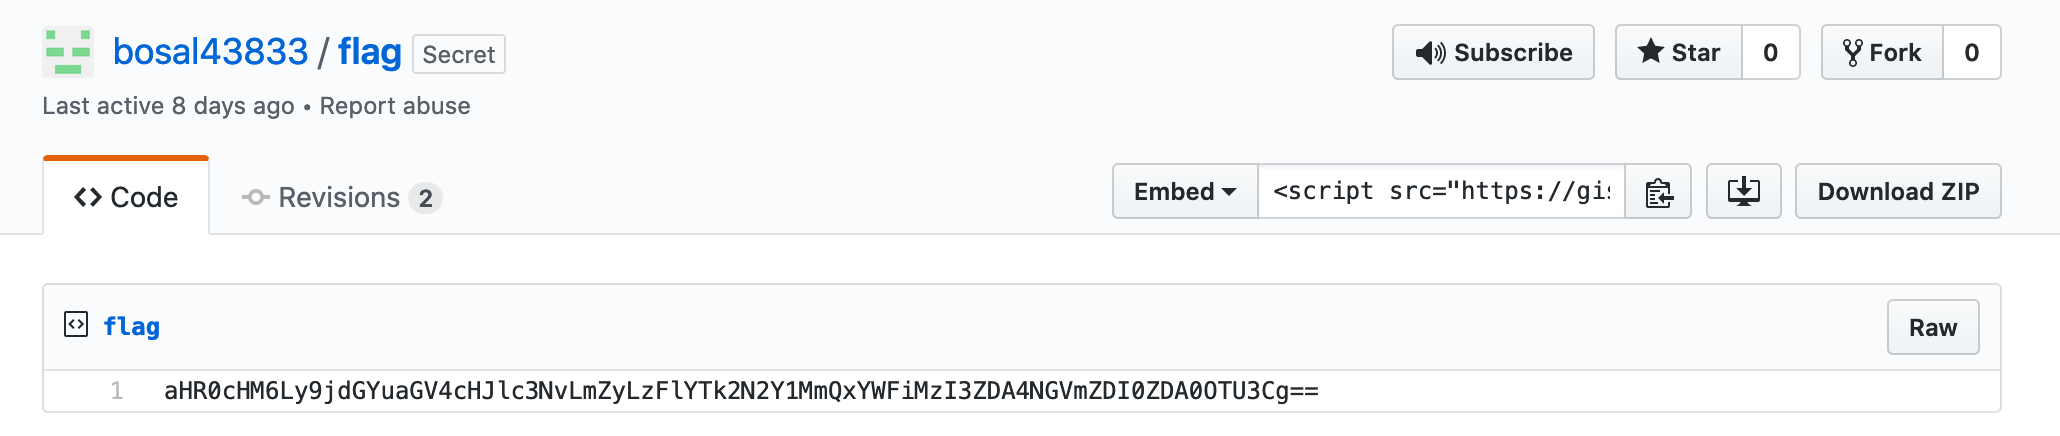 bosal43833 / flag Secret
Subscribe Star 0 Fork 0
Last active 8 days ago • Report abuse
<> Code Revisions 2
Embed <script src="https://gis Download ZIP
flag
Raw
1 aHR0cHM6Ly9jdGYuaGV4cHJlc3NvLmZyLzFlYTk2N2Y1MmQxYWFiMzI3ZDA4NGVmZDI0ZDA0OTU3Cg==